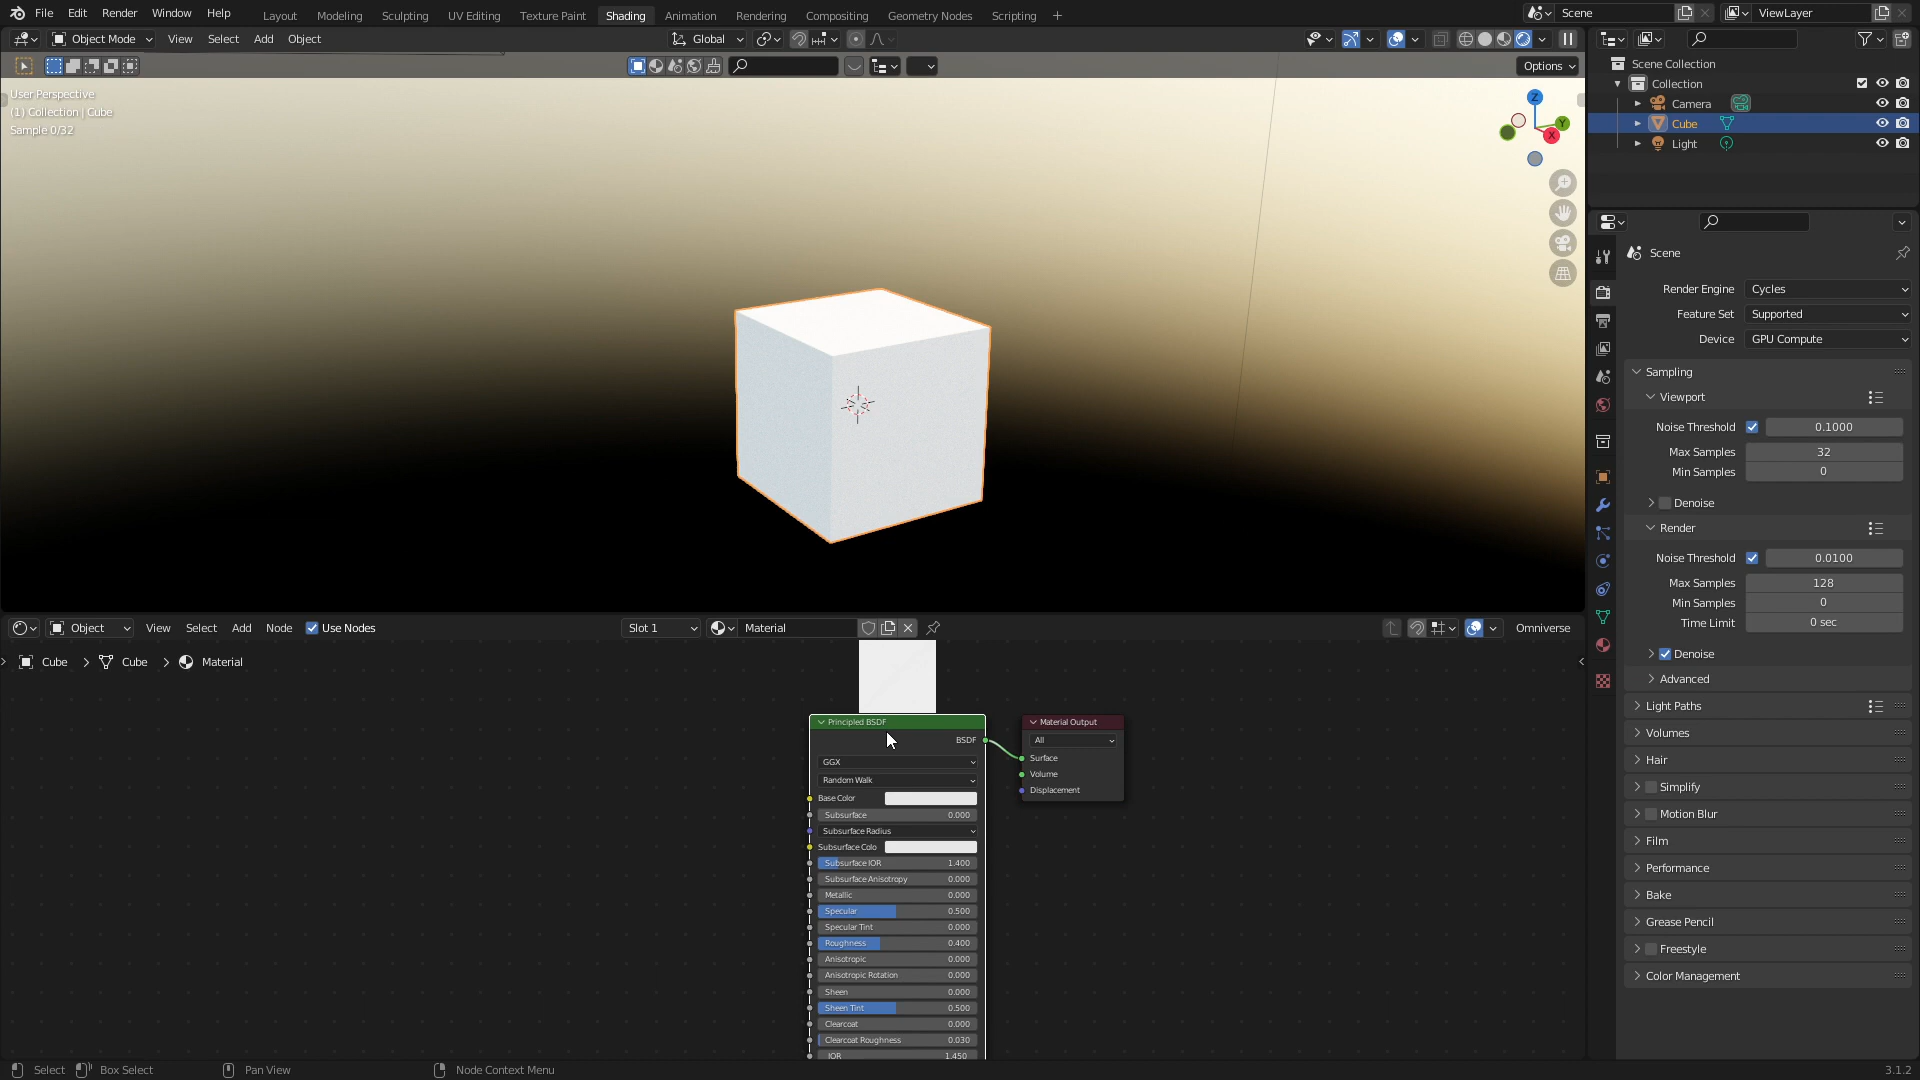 File Edit Render Window Help Layout Modeling Sculpting UV Editing Texture Paint Shading Animation Rendering Compositing Geometry Nodes Scripting + Scene ViewLayer
Object Mode View Select Add Object Global
Options
User Perspective
(1) Collection | Cube
Sample 0/32
Z
Y
X
Scene Collection
Collection
Camera
Cube
Light
Scene
Render Engine Cycles
Feature Set Supported
Device GPU Compute
Sampling
Viewport
Noise Threshold 0.1000
Max Samples 32
Min Samples 0
Denoise
Render
Noise Threshold 0.0100
Max Samples 128
Min Samples 0
Time Limit 0 sec
Denoise
Advanced
Light Paths
Volumes
Hair
Simplify
Motion Blur
Film
Performance
Bake
Grease Pencil
Freestyle
Color Management
Object View Select Add Node Use Nodes Slot 1 Material Omniverse
Cube Cube Material
Principled BSDF
BSDF
GGX
Random Walk
Base Color
Subsurface 0.000
Subsurface Radius
Subsurface Colo
Subsurface IOR 1.400
Subsurface Anisotropy 0.000
Metallic 0.000
Specular 0.500
Specular Tint 0.000
Roughness 0.400
Anisotropic 0.000
Anisotropic Rotation 0.000
Sheen 0.000
Sheen Tint 0.500
Clearcoat 0.000
Clearcoat Roughness 0.030
IOR 1.450
Material Output
All
Surface
Volume
Displacement
Select Box Select Pan View Node Context Menu 3.1.2